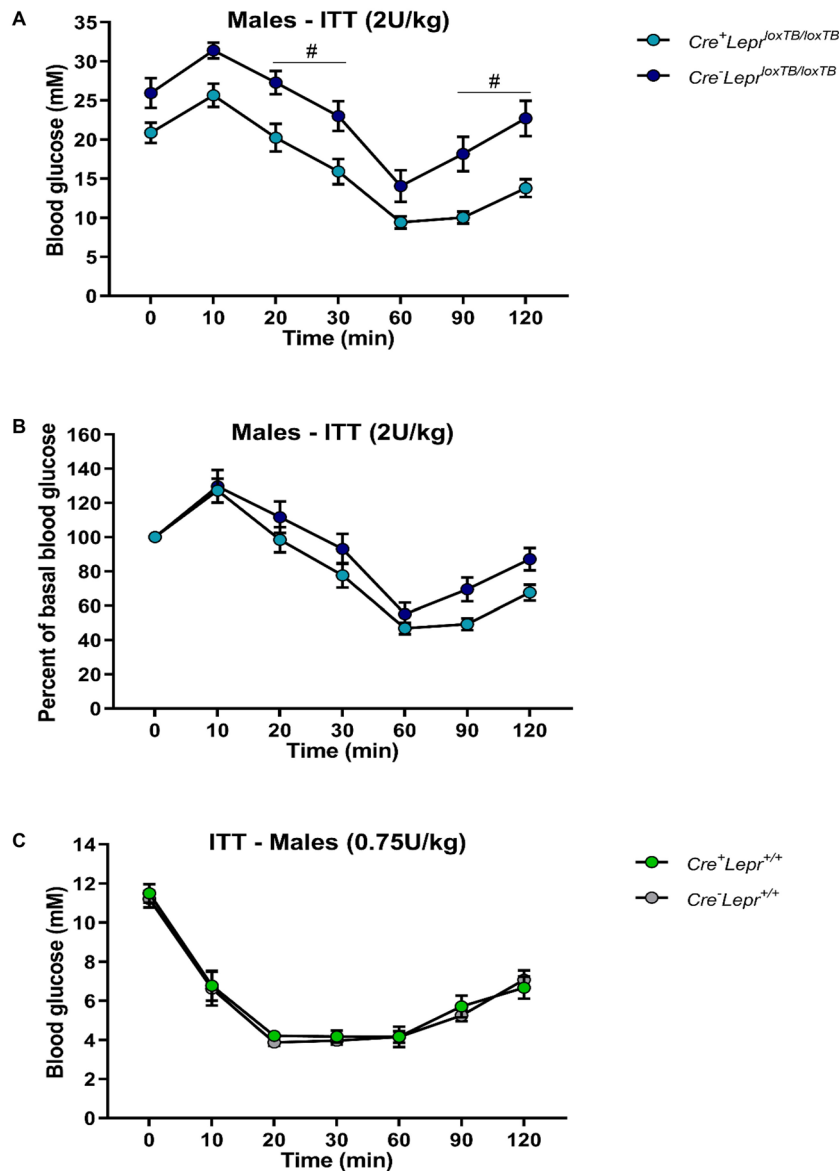 A
Males - ITT (2U/kg)
Blood glucose (mM)
35
30
25
20
15
10
5
0
#
#
0 10 20 30 60 90 120
Time (min)
Cre+LeprloxTB/loxTB
Cre-LeprloxTB/loxTB
B
Males - ITT (2U/kg)
Percent of basal blood glucose
160
140
120
100
80
60
40
20
0
0 10 20 30 60 90 120
Time (min)
C
ITT - Males (0.75U/kg)
Blood glucose (mM)
14
12
10
8
6
4
2
0
0 10 20 30 60 90 120
Time (min)
Cre+Lepr+/+
Cre-Lepr+/+